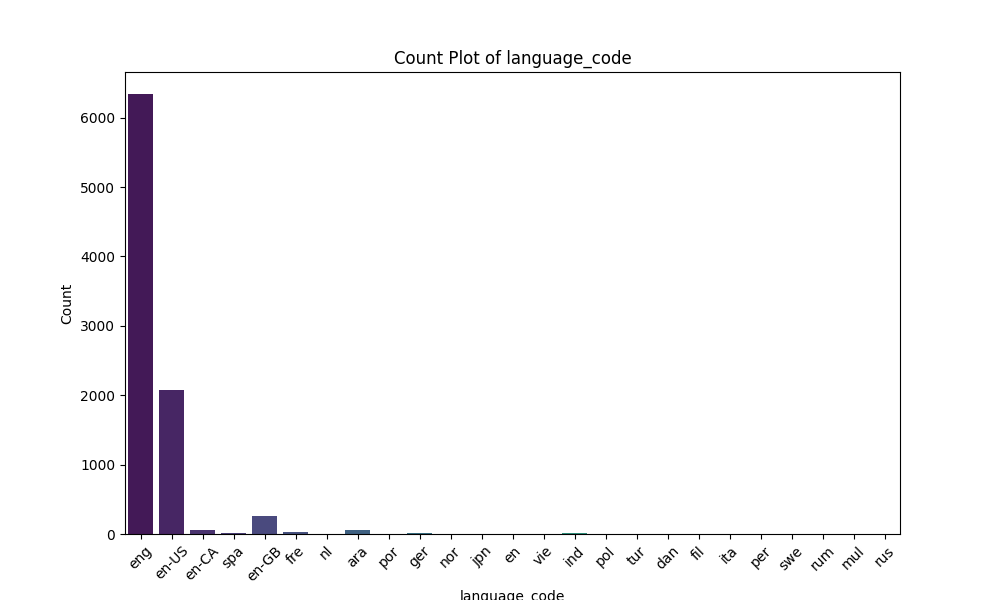 Count Plot of language_code
6000
5000
4000
3000
2000
1000
0
Count
eng en-US en-CA spa en-GB fre nl ara por ger nor jpn en vie ind pol tur dan fil ita per swe rum mul rus
language_code